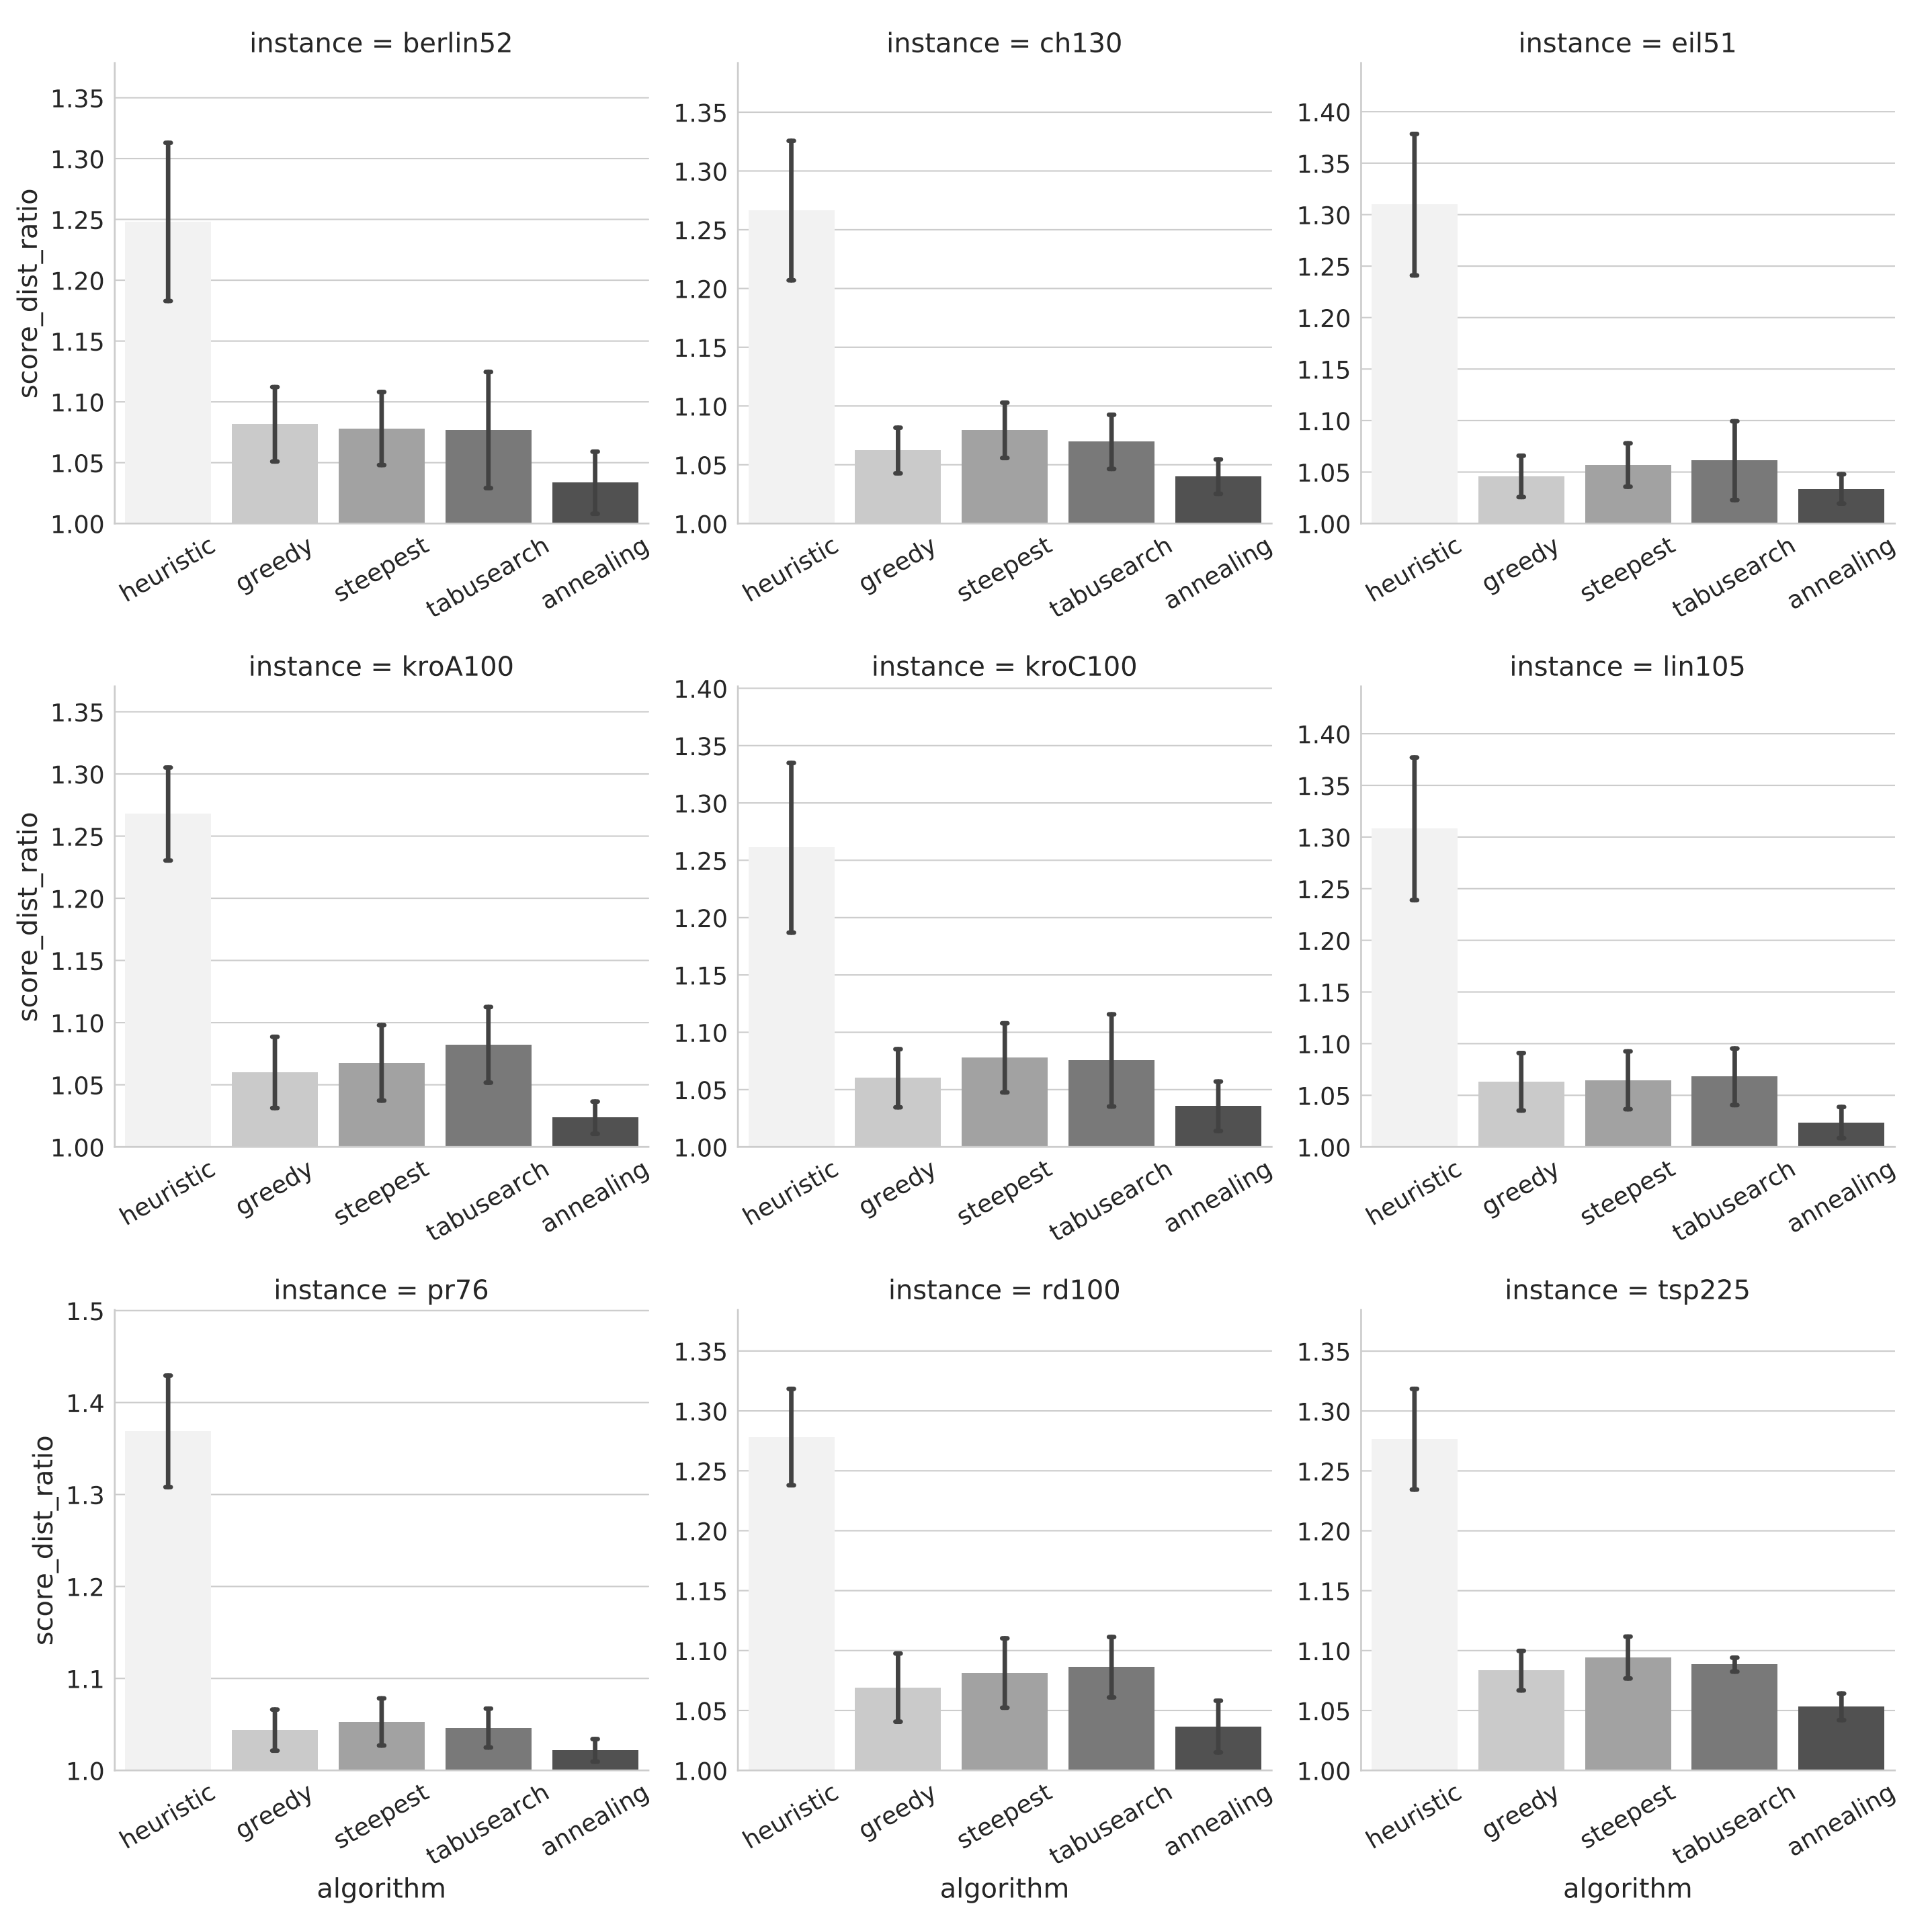 instance = berlin52
score_dist_ratio
1.35
1.30
1.25
1.20
1.15
1.10
1.05
1.00
heuristic
greedy
steepest
tabusearch
annealing
instance = ch130
1.35
1.30
1.25
1.20
1.15
1.10
1.05
1.00
heuristic
greedy
steepest
tabusearch
annealing
instance = eil51
1.40
1.35
1.30
1.25
1.20
1.15
1.10
1.05
1.00
heuristic
greedy
steepest
tabusearch
annealing
instance = kroA100
score_dist_ratio
1.35
1.30
1.25
1.20
1.15
1.10
1.05
1.00
heuristic
greedy
steepest
tabusearch
annealing
instance = kroC100
1.40
1.35
1.30
1.25
1.20
1.15
1.10
1.05
1.00
heuristic
greedy
steepest
tabusearch
annealing
instance = lin105
1.40
1.35
1.30
1.25
1.20
1.15
1.10
1.05
1.00
heuristic
greedy
steepest
tabusearch
annealing
instance = pr76
score_dist_ratio
1.5
1.4
1.3
1.2
1.1
1.0
heuristic
greedy
steepest
tabusearch
annealing
algorithm
instance = rd100
1.35
1.30
1.25
1.20
1.15
1.10
1.05
1.00
heuristic
greedy
steepest
tabusearch
annealing
algorithm
instance = tsp225
1.35
1.30
1.25
1.20
1.15
1.10
1.05
1.00
heuristic
greedy
steepest
tabusearch
annealing
algorithm